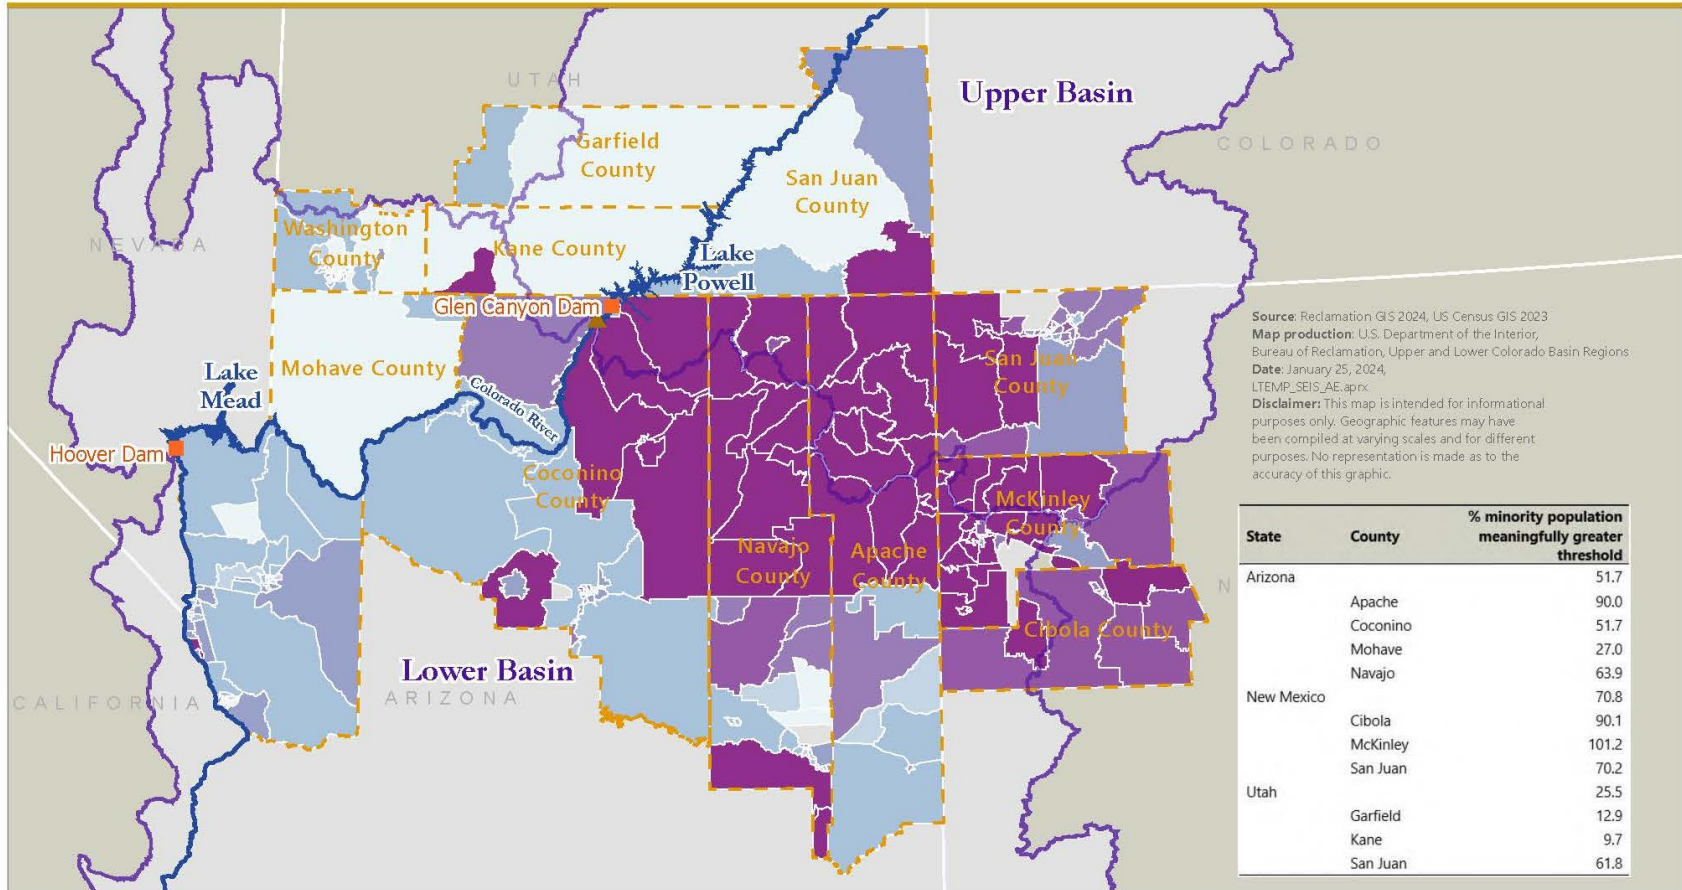 UTAH
Upper Basin
COLORADO
Garfield
County
San Juan
County
Washington
County
Kane County
NEVADA
Lake
Powell
Glen Canyon Dam
Mohave County
Lake
Mead
Colorado River
San Juan
County
Hoover Dam
Coconino
County
McKinley
County
Navajo
County
Apache
County
Cibola County
N
Lower Basin
ARIZONA
CALIFORNIA
Source: Reclamation GIS 2024, US Census GIS 2023
Map production: U.S. Department of the Interior,
Bureau of Reclamation, Upper and Lower Colorado Basin Regions
Date: January 25, 2024,
LTEMP_SEIS_AE.aprx
Disclaimer: This map is intended for informational
purposes only. Geographic features may have
been compiled at varying scales and for different
purposes. No representation is made as to the
accuracy of this graphic.
State County % minority population
meaningfully greater
threshold
Arizona 51.7
Apache 90.0
Coconino 51.7
Mohave 27.0
Navajo 63.9
New Mexico 70.8
Cibola 90.1
McKinley 101.2
San Juan 70.2
Utah 25.5
Garfield 12.9
Kane 9.7
San Juan 61.8